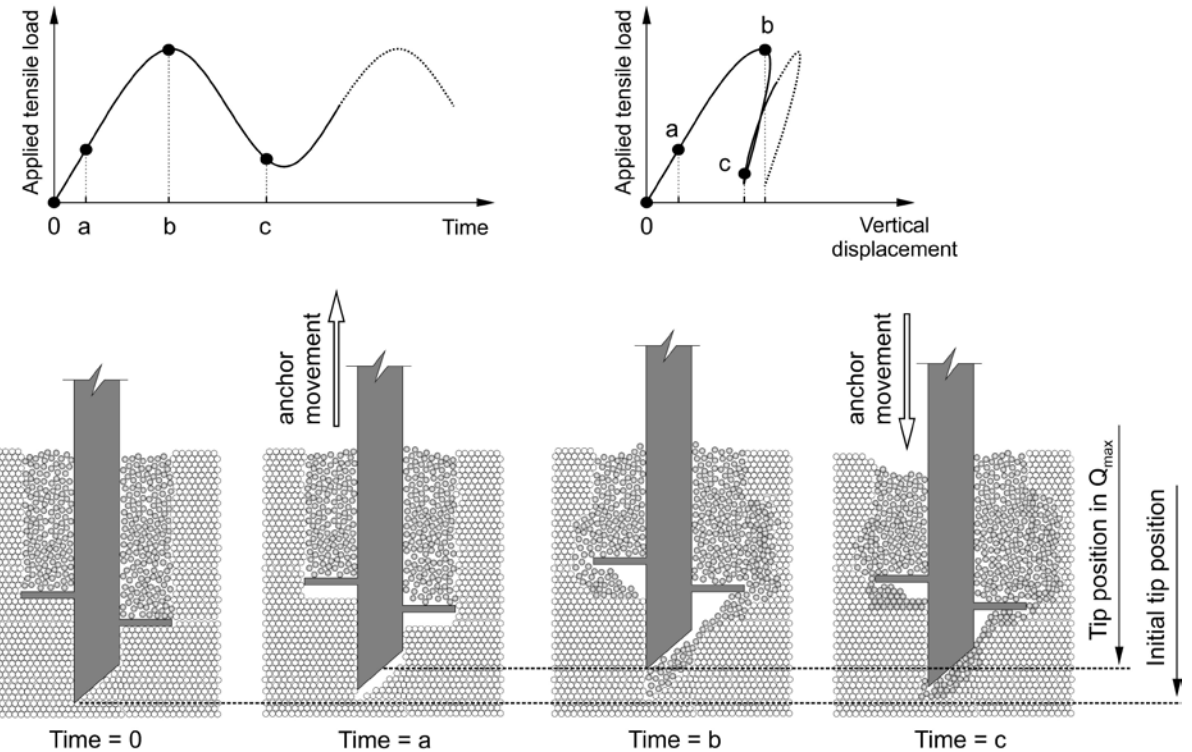 Applied tensile load
0
a
b
c
Time
Applied tensile load
b
a
c
0
Vertical
displacement
anchor
movement
anchor
movement
Tip position in Qmax
Initial tip position
Time = 0
Time = a
Time = b
Time = c